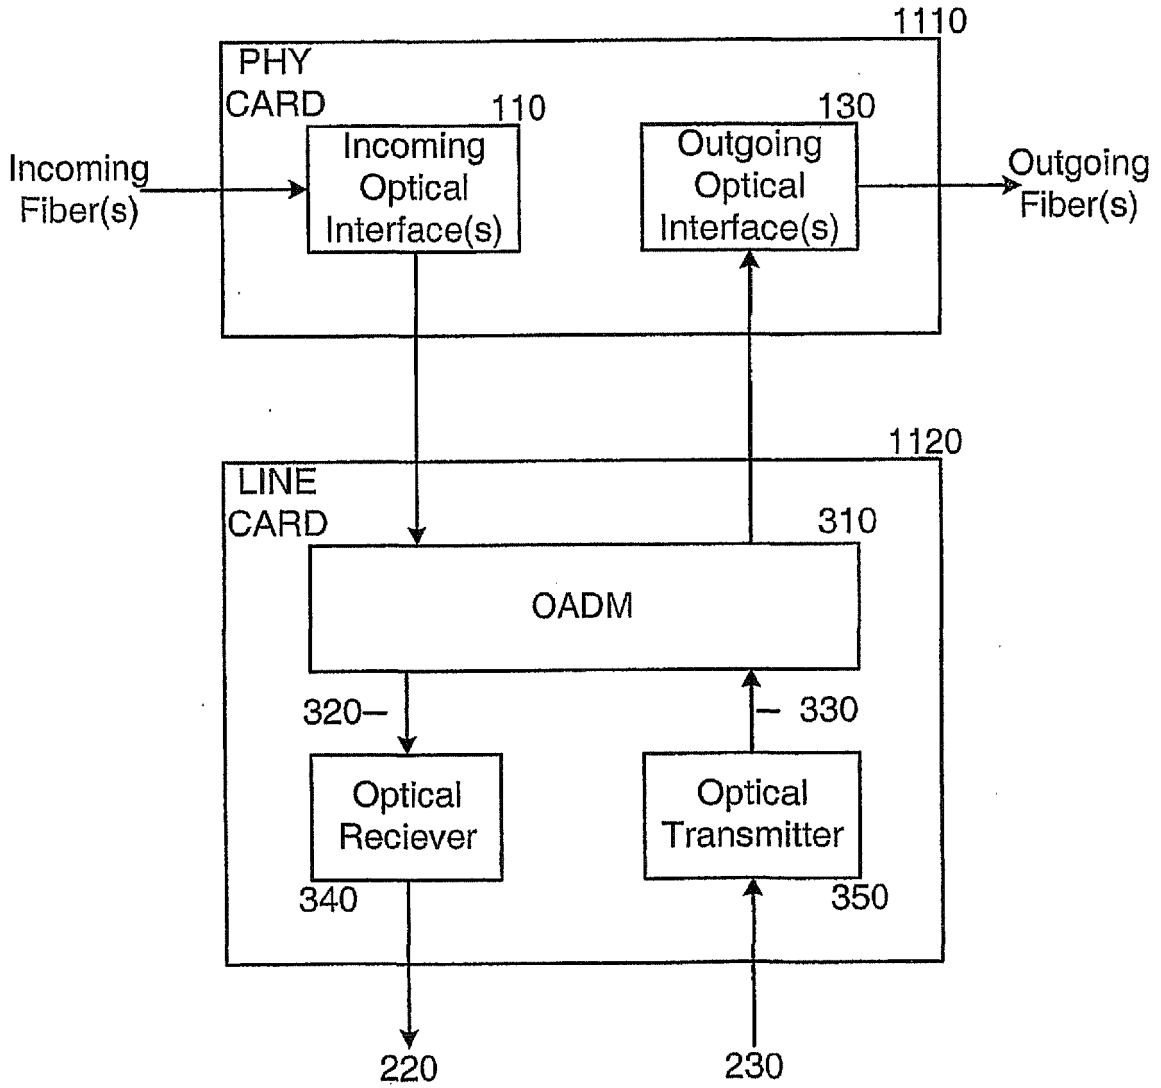 1110
PHY
CARD
110
130
Incoming
Optical
Interface(s)
Outgoing
Optical
Interface(s)
Incoming
Fiber(s)
Outgoing
Fiber(s)
1120
LINE
CARD
310
OADM
320
330
Optical
Reciever
Optical
Transmitter
340
350
220
230